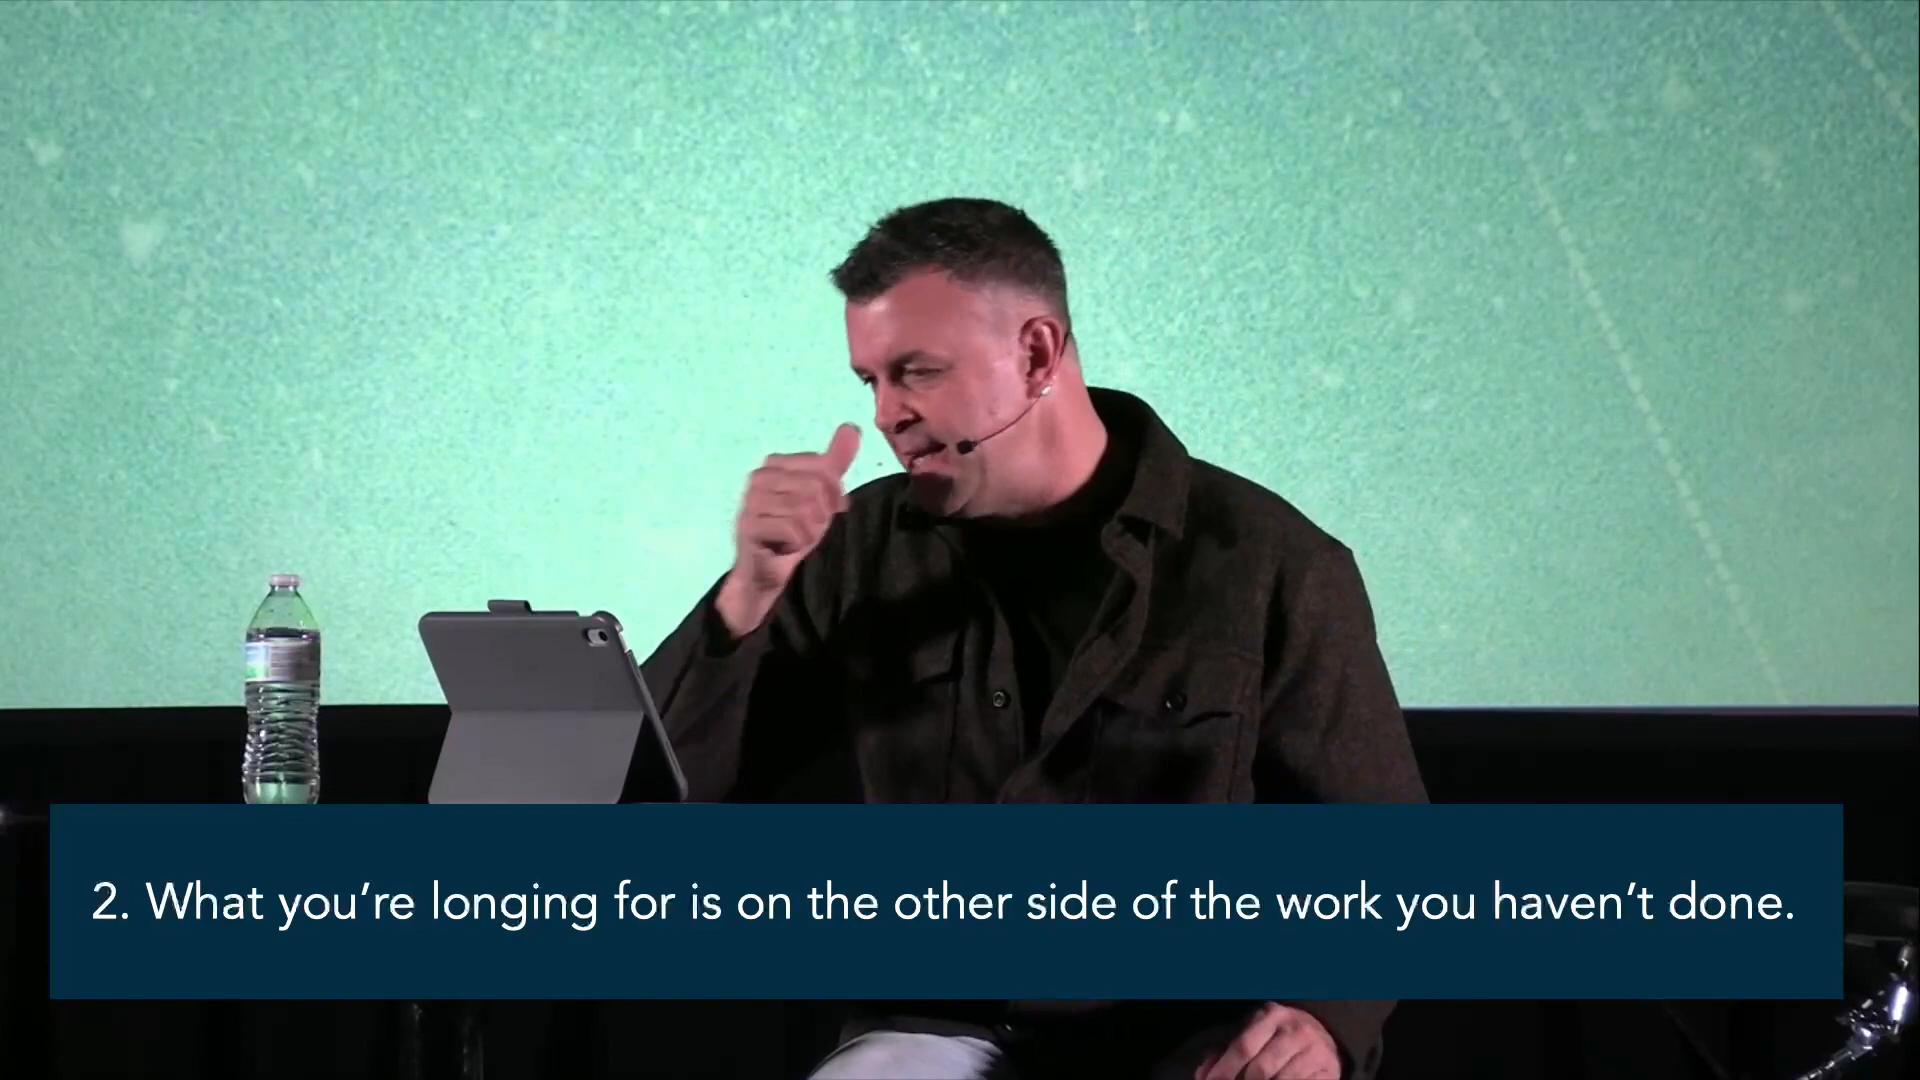 2. What you’re longing for is on the other side of the work you haven’t done.